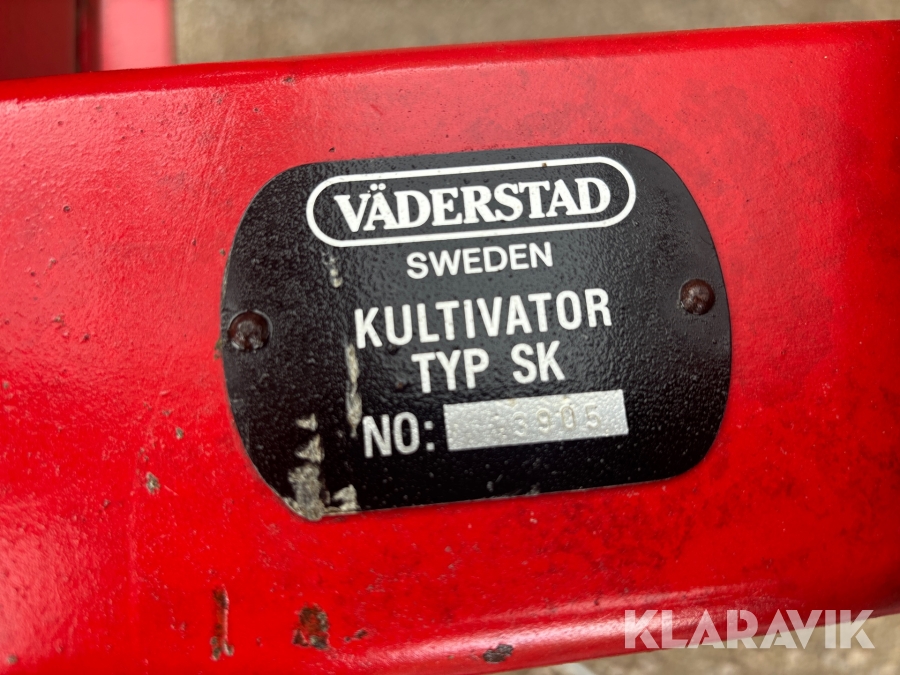 VÄDERSTAD
SWEDEN
KULTIVATOR
TYP SK
NO:
KLARAVIK